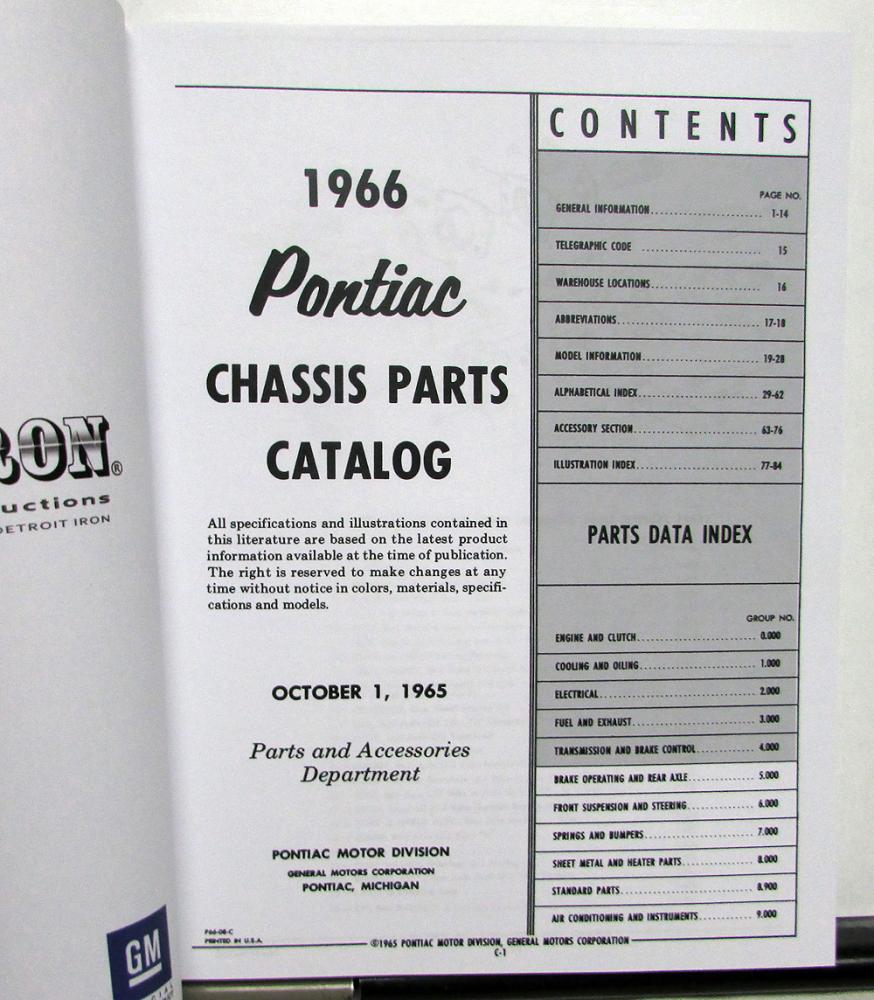 RON®
uctions
DETROIT IRON
GM
1966
Pontiac
CHASSIS PARTS
CATALOG
All specifications and illustrations contained in
this literature are based on the latest product
information available at the time of publication.
The right is reserved to make changes at any
time without notice in colors, materials, specifi-
cations and models.
OCTOBER 1, 1965
Parts and Accessories
Department
PONTIAC MOTOR DIVISION
GENERAL MOTORS CORPORATION
PONTIAC, MICHIGAN
P66-08-C
PRINTED IN U.S.A.
CONTENTS
PAGE NO.
GENERAL INFORMATION 1-14
TELEGRAPHIC CODE 15
WAREHOUSE LOCATIONS 16
ABBREVIATIONS 17-18
MODEL INFORMATION 19-28
ALPHABETICAL INDEX 29-62
ACCESSORY SECTION 63-76
ILLUSTRATION INDEX 77-84
PARTS DATA INDEX
GROUP NO.
ENGINE AND CLUTCH 0.000
COOLING AND OILING 1.000
ELECTRICAL 2.000
FUEL AND EXHAUST 3.000
TRANSMISSION AND BRAKE CONTROL 4.000
BRAKE OPERATING AND REAR AXLE 5.000
FRONT SUSPENSION AND STEERING 6.000
SPRINGS AND BUMPERS 7.000
SHEET METAL AND HEATER PARTS 8.000
STANDARD PARTS 8.900
AIR CONDITIONING AND INSTRUMENTS 9.000
©1965 PONTIAC MOTOR DIVISION, GENERAL MOTORS CORPORATION
C-1